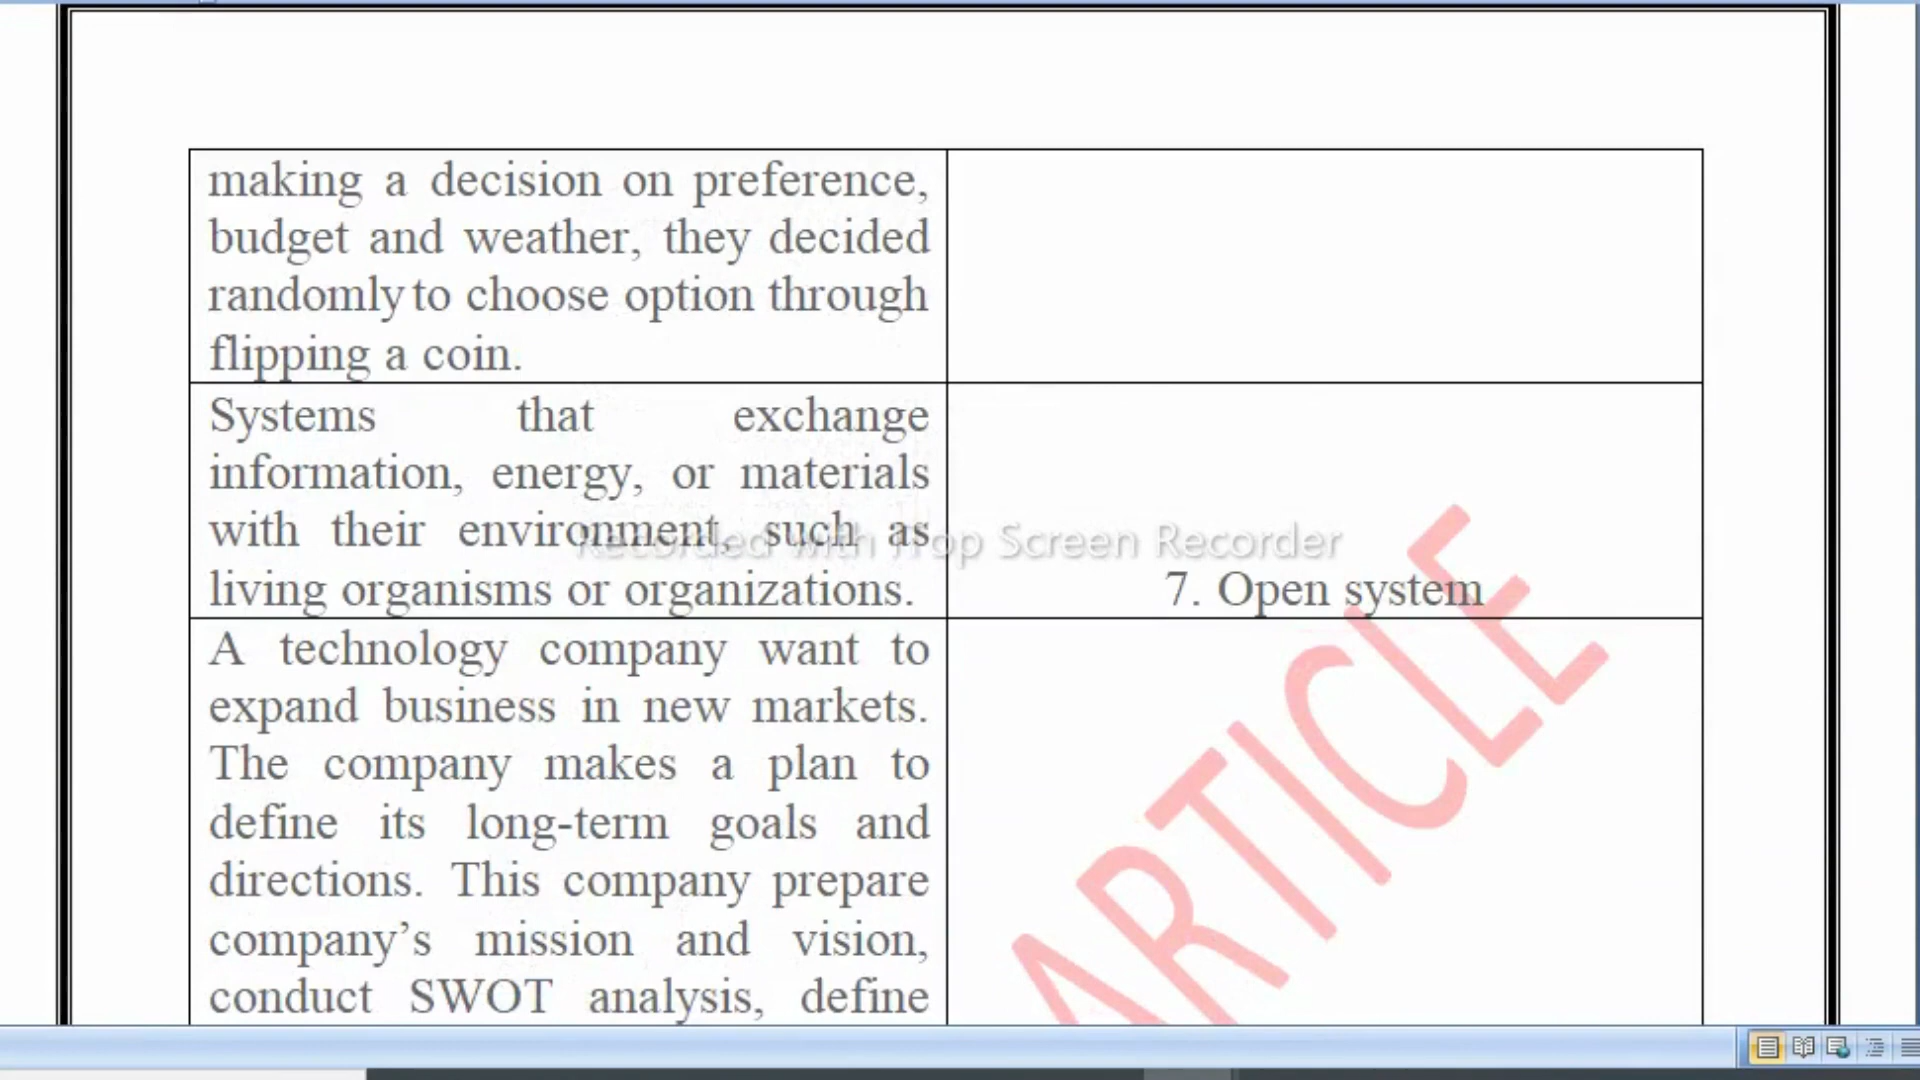 making a decision on preference,
budget and weather, they decided
randomly to choose option through
flipping a coin.
Systems that exchange
information, energy, or materials
with their environment, such as
living organisms or organizations.
7. Open system
Recorded with iTop Screen Recorder
A technology company want to
expand business in new markets.
The company makes a plan to
define its long-term goals and
directions. This company prepare
company’s mission and vision,
conduct SWOT analysis, define
ARTICLE